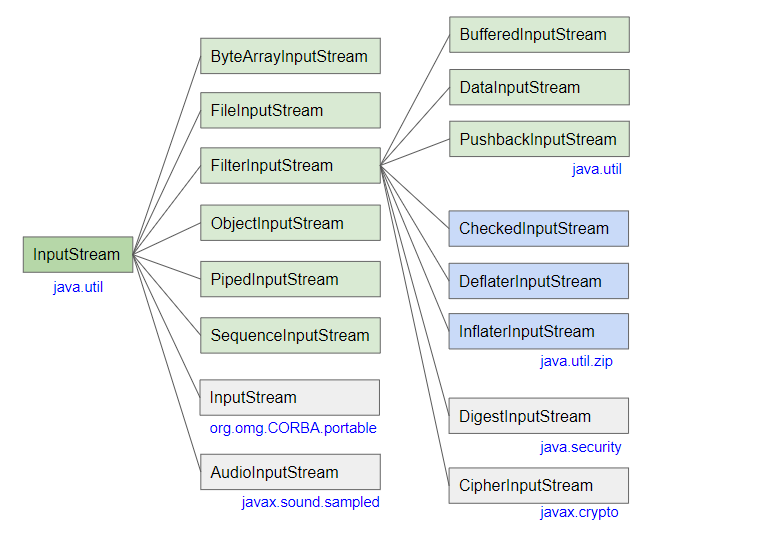 InputStream
java.util
ByteArrayInputStream
FileInputStream
FilterInputStream
ObjectInputStream
PipedInputStream
SequenceInputStream
InputStream
org.omg.CORBA.portable
AudioInputStream
javax.sound.sampled
BufferedInputStream
DataInputStream
PushbackInputStream
java.util
CheckedInputStream
DeflaterInputStream
InflaterInputStream
java.util.zip
DigestInputStream
java.security
CipherInputStream
javax.crypto